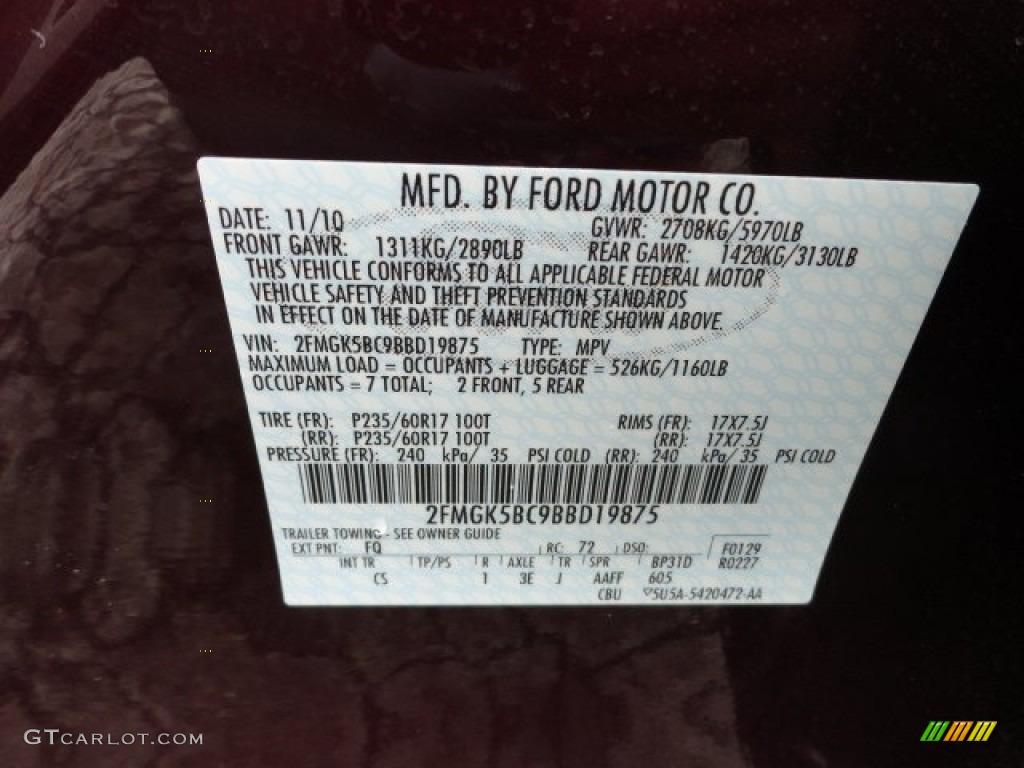 MFD. BY FORD MOTOR CO.
DATE: 11/10 GVWR: 2708KG/5970LB
FRONT GAWR: 1311KG/2890LB REAR GAWR: 1420KG/3130LB
THIS VEHICLE CONFORMS TO ALL APPLICABLE FEDERAL MOTOR
VEHICLE SAFETY AND THEFT PREVENTION STANDARDS
IN EFFECT ON THE DATE OF MANUFACTURE SHOWN ABOVE.
VIN: 2FMGK5BC9BBD19875 TYPE: MPV
MAXIMUM LOAD = OCCUPANTS + LUGGAGE = 526KG/1160LB
OCCUPANTS = 7 TOTAL; 2 FRONT, 5 REAR
TIRE (FR): P235/60R17 100T RIMS (FR): 17X7.5J
(RR): P235/60R17 100T (RR): 17X7.5J
PRESSURE (FR): 240 kPa/ 35 PSI COLD (RR): 240 kPa/ 35 PSI COLD
2FMGK5BC9BBD19875
TRAILER TOWING - SEE OWNER GUIDE
EXT PNT: FQ RC: 72 DSO: F0129
INT TR TP/PS R AXLE TR SPR BP31D R0227
CS 1 3E J AAFF 605
CBU 5U5A-5420472-AA
GTCARLOT.COM